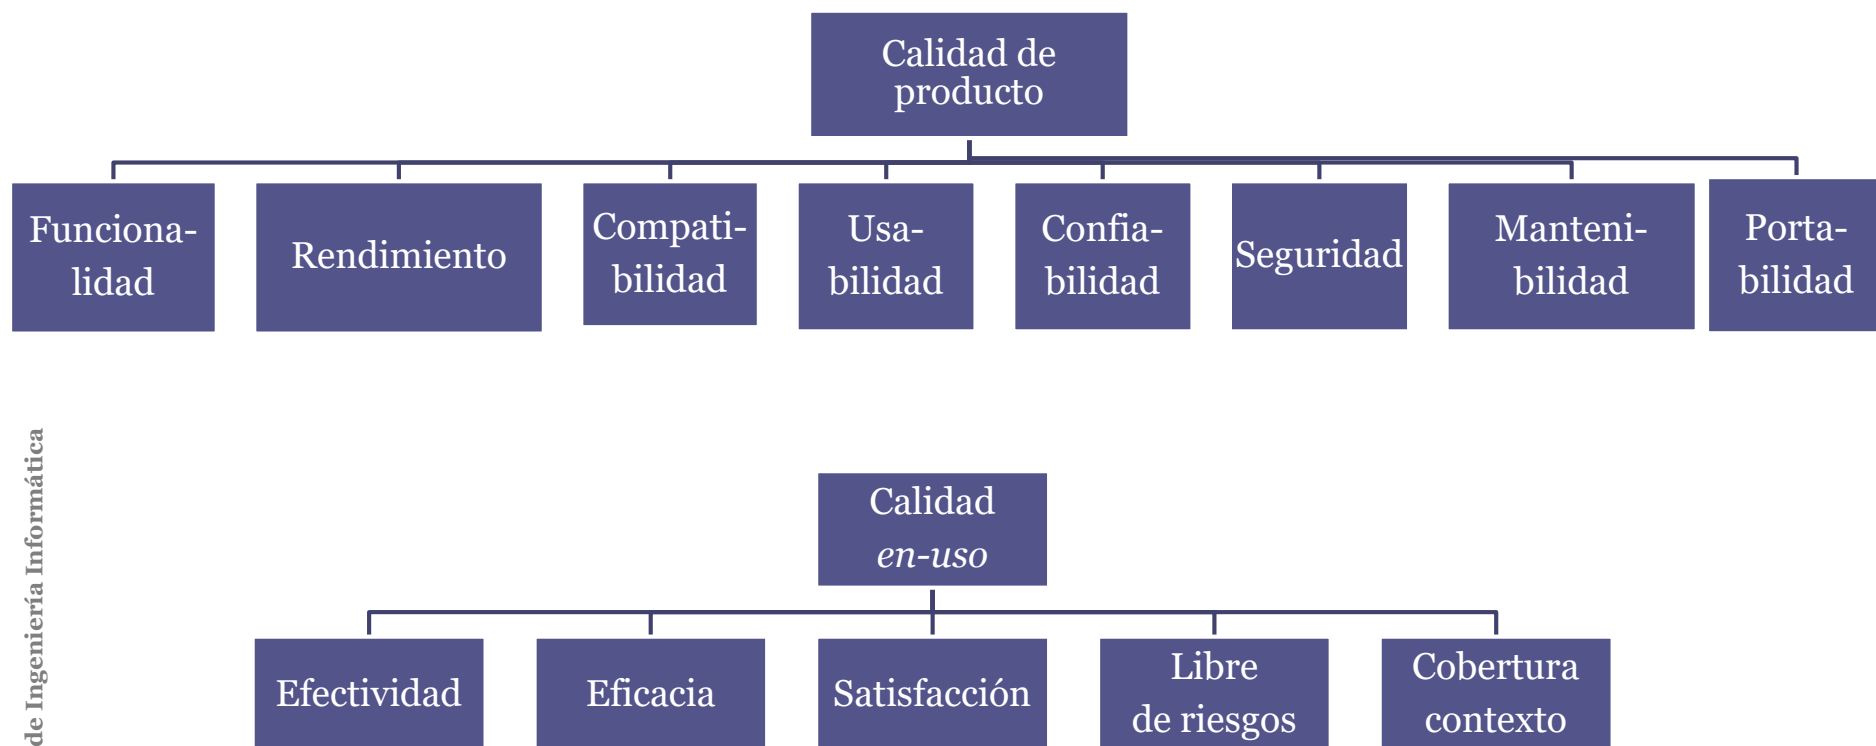 Calidad de
producto
Funciona-
lidad
Rendimiento
Compati-
bilidad
Usa-
bilidad
Confia-
bilidad
Seguridad
Manteni-
bilidad
Porta-
bilidad
de Ingeniería Informática
Calidad
en-uso
Efectividad
Eficacia
Satisfacción
Libre
de riesgos
Cobertura
contexto